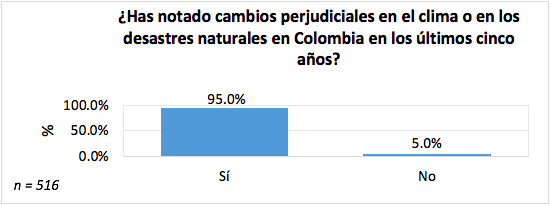 ¿Has notado cambios perjudiciales en el clima o en los
desastres naturales en Colombia en los últimos cinco
años?
%
100.0%
50.0%
0.0%
95.0%
5.0%
Sí
No
n = 516